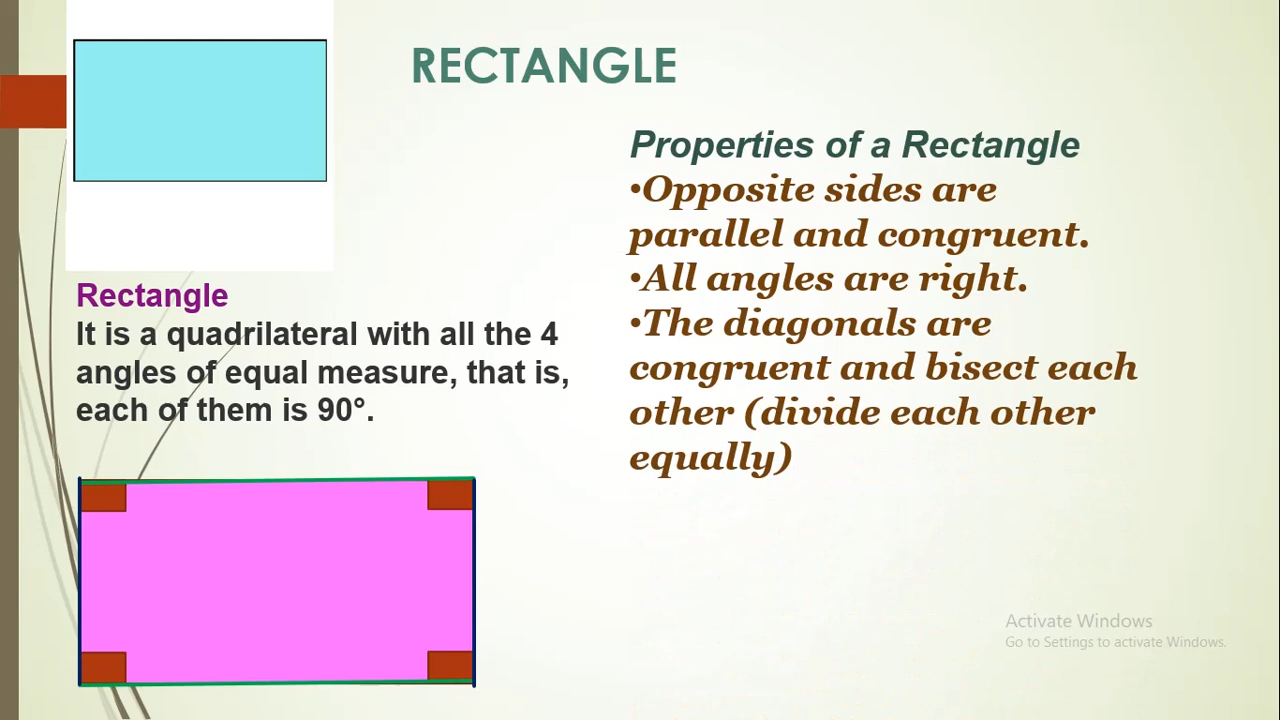 RECTANGLE
Rectangle
It is a quadrilateral with all the 4
angles of equal measure, that is,
each of them is 90°.
Properties of a Rectangle
•Opposite sides are
parallel and congruent.
•All angles are right.
•The diagonals are
congruent and bisect each
other (divide each other
equally)
Activate Windows
Go to Settings to activate Windows.